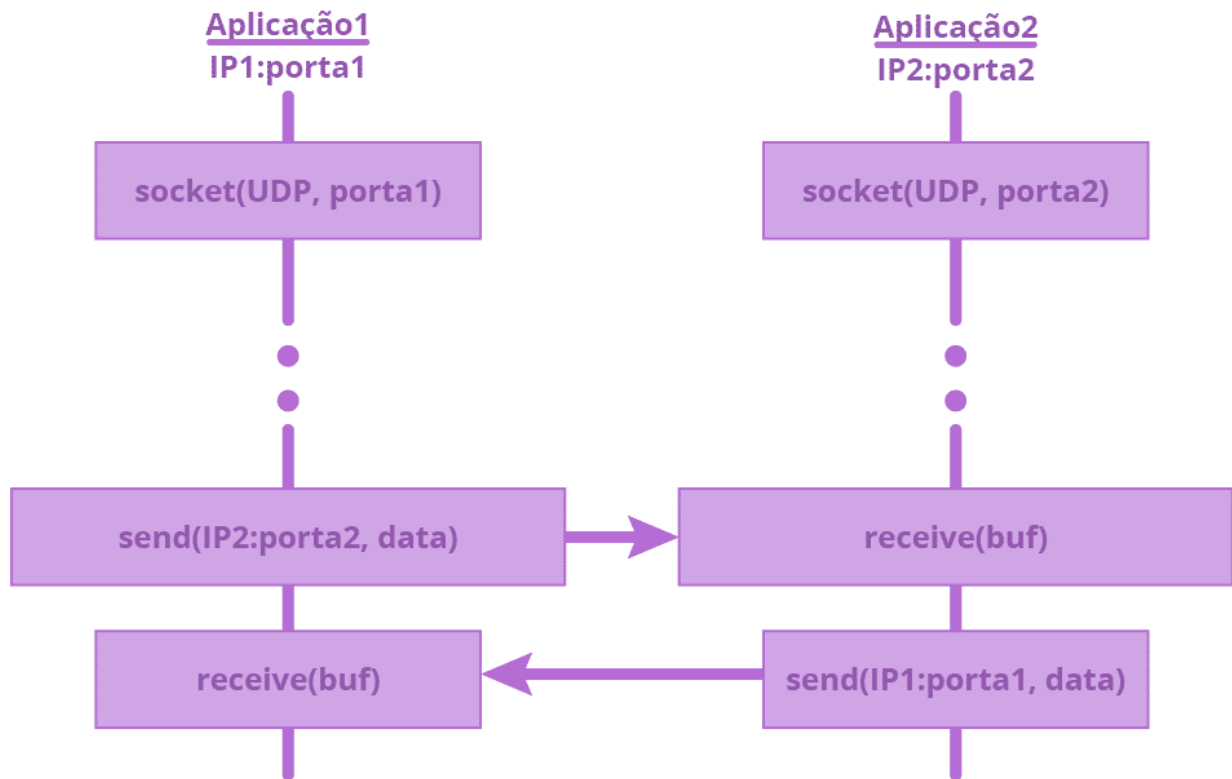 Aplicação1
IP1:porta1
Aplicação2
IP2:porta2
socket(UDP, porta1)
socket(UDP, porta2)
send(IP2:porta2, data)
receive(buf)
receive(buf)
send(IP1:porta1, data)